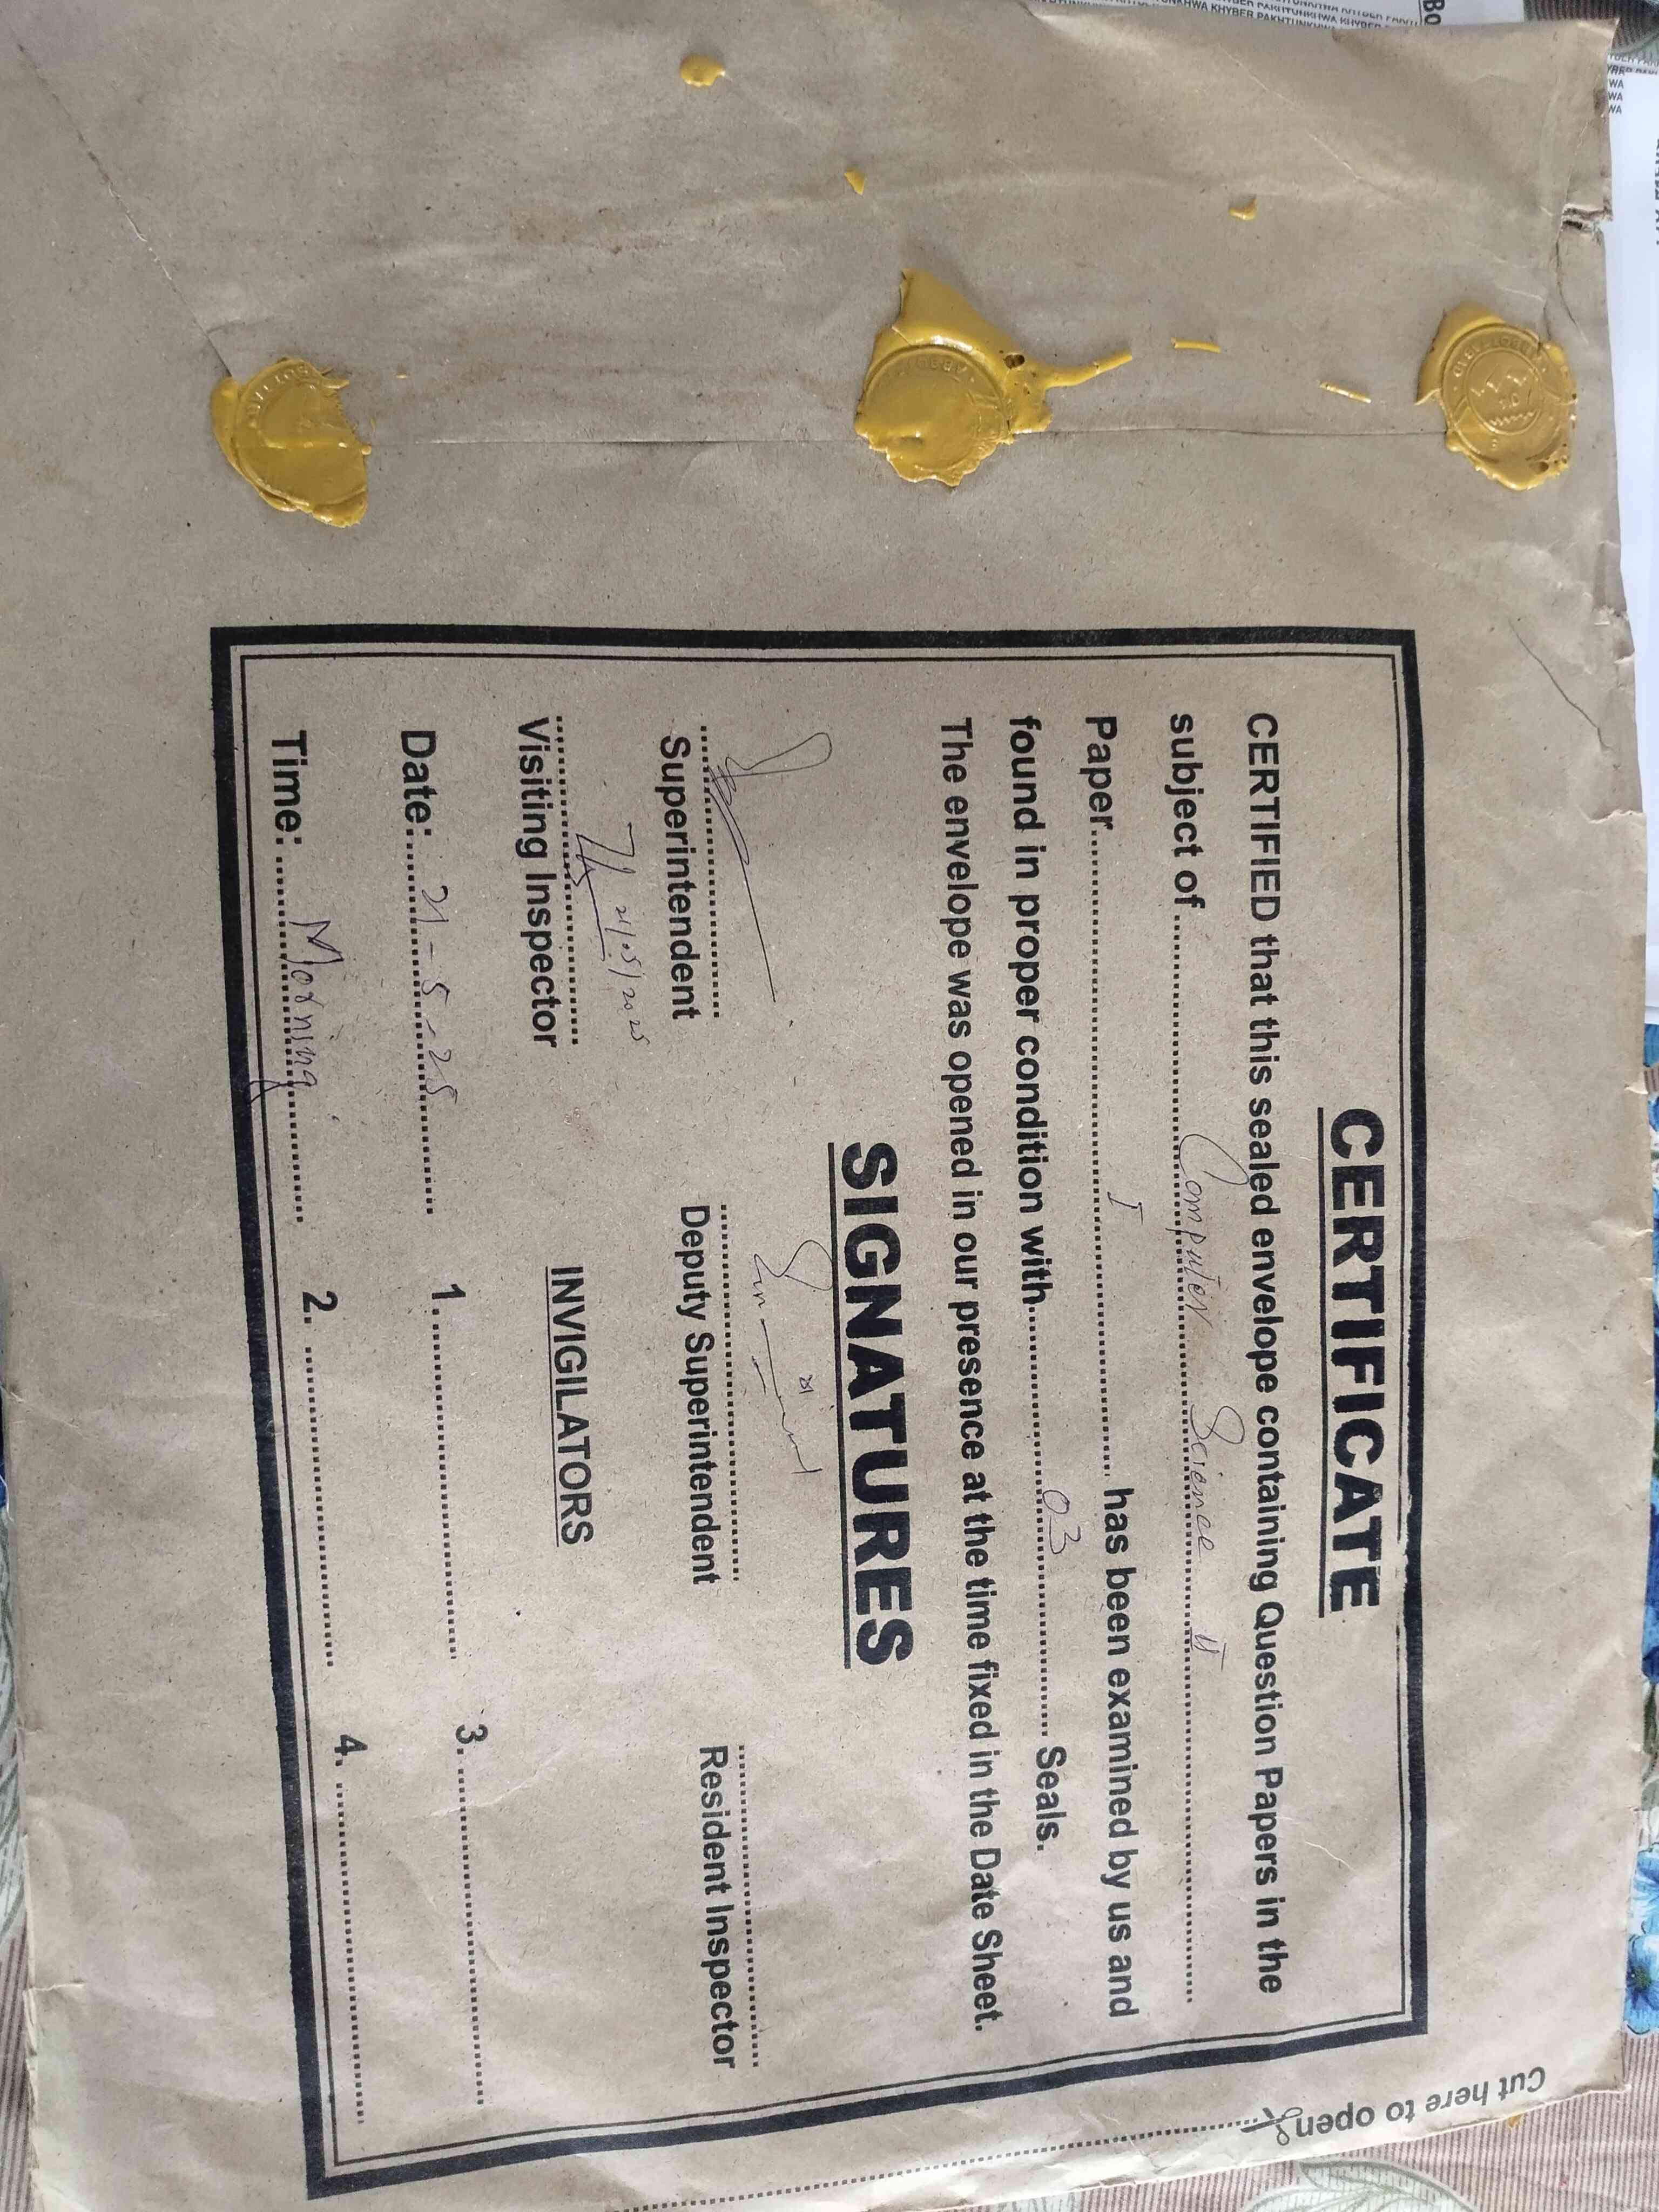 CERTIFICATE
CERTIFIED that this sealed envelope containing Question Papers in the
subject of .......... Computer Science II ..........
Paper .......... I .......... has been examined by us and
found in proper condition with .......... 03 .......... Seals.
The envelope was opened in our presence at the time fixed in the Date Sheet.
SIGNATURES
Superintendent
Deputy Superintendent
Resident Inspector
21/05/2025
Visiting Inspector
INVIGILATORS
Date: 21-5-25
1. ..........
3. ..........
Time: Morning
2. ..........
4. ..........
Cut here to open
KHYBER PAKHTUNKHWA